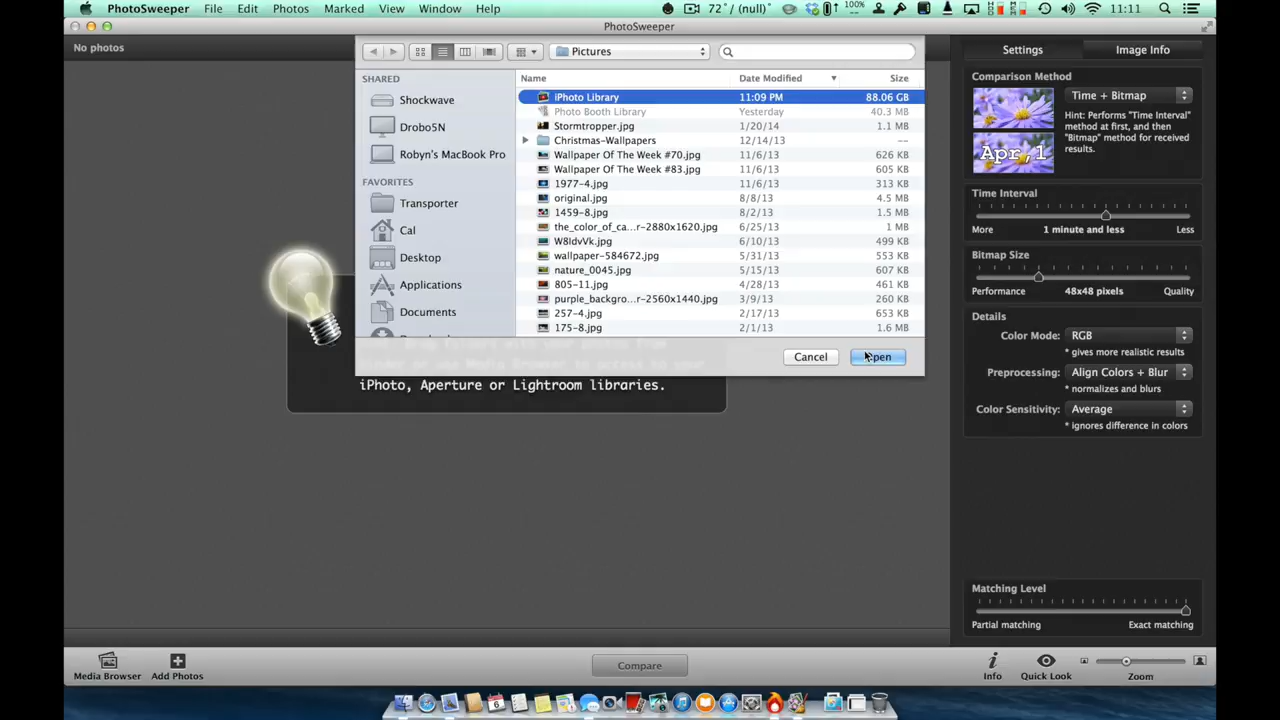 PhotoSweeper File Edit Photos Marked View Window Help 72° /(null) 100% 11:11
PhotoSweeper
No photos
Pictures
Settings Image Info
SHARED
Shockwave
Drobo5N
Robyn's MacBook Pro
FAVORITES
Transporter
Cal
Desktop
Applications
Documents
Name Date Modified Size
iPhoto Library 11:09 PM 88.06 GB
Photo Booth Library Yesterday 40.3 MB
Stormtropper.jpg 1/20/14 1.1 MB
Christmas-Wallpapers 12/14/13 --
Wallpaper Of The Week #70.jpg 11/6/13 626 KB
Wallpaper Of The Week #83.jpg 11/6/13 605 KB
1977-4.jpg 11/6/13 313 KB
original.jpg 8/8/13 4.5 MB
1459-8.jpg 8/2/13 1.5 MB
the_color_of_ca...r-2880x1620.jpg 6/25/13 1 MB
W8IdvVk.jpg 6/10/13 499 KB
wallpaper-584672.jpg 5/31/13 553 KB
nature_0045.jpg 5/15/13 607 KB
805-11.jpg 4/28/13 461 KB
purple_backgro...r-2560x1440.jpg 3/9/13 260 KB
257-4.jpg 2/17/13 653 KB
175-8.jpg 2/1/13 1.6 MB
Cancel Open
iPhoto, Aperture or Lightroom libraries.
Comparison Method
Time + Bitmap
Hint: Performs "Time Interval"
method at first, and then
"Bitmap" method for received
results.
Apr,1
Time Interval
More 1 minute and less Less
Bitmap Size
Performance 48x48 pixels Quality
Details
Color Mode: RGB
* gives more realistic results
Preprocessing: Align Colors + Blur
* normalizes and blurs
Color Sensitivity: Average
* ignores difference in colors
Matching Level
Partial matching Exact matching
Media Browser Add Photos Compare Info Quick Look Zoom